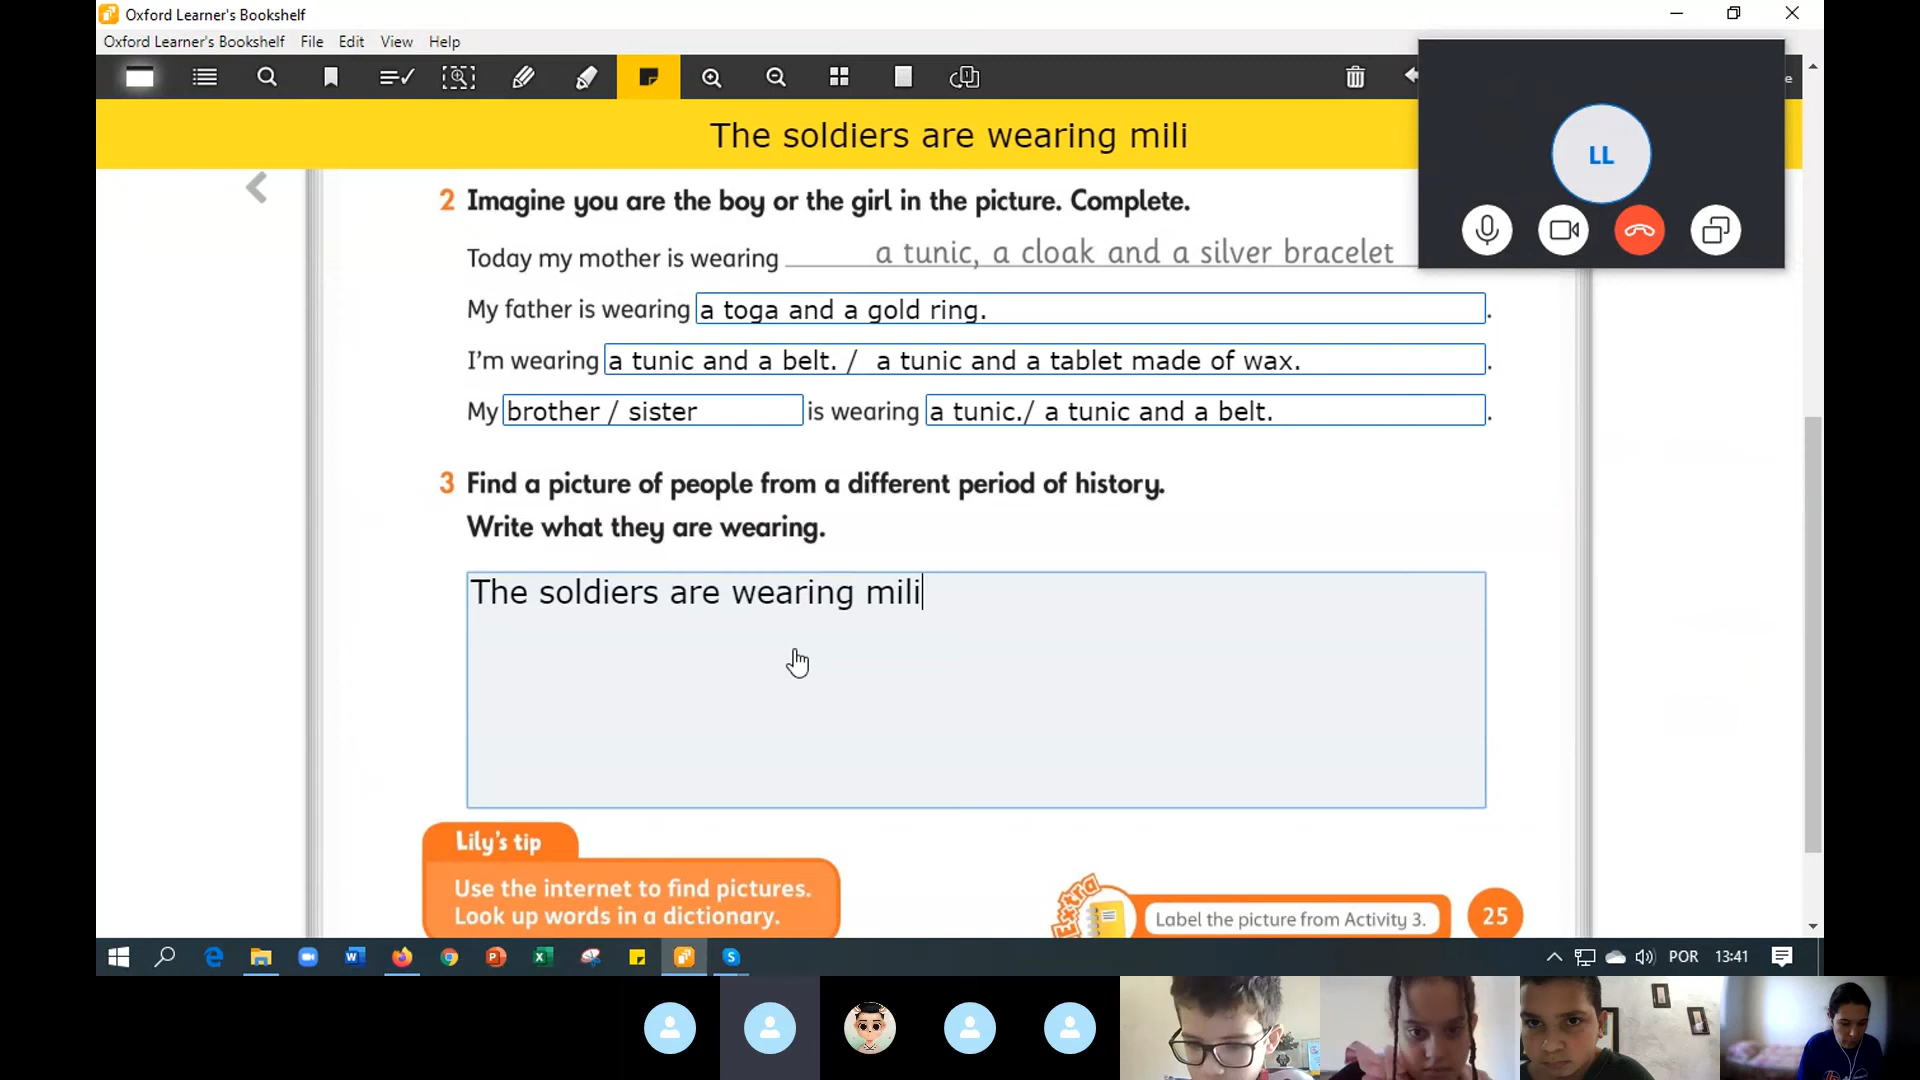 Oxford Learner's Bookshelf
Oxford Learner's Bookshelf File Edit View Help
The soldiers are wearing mili
LL
2 Imagine you are the boy or the girl in the picture. Complete.
Today my mother is wearing a tunic, a cloak and a silver bracelet
My father is wearing a toga and a gold ring. .
I'm wearing a tunic and a belt. / a tunic and a tablet made of wax. .
My brother / sister is wearing a tunic./ a tunic and a belt. .
3 Find a picture of people from a different period of history.
Write what they are wearing.
The soldiers are wearing mili
Lily's tip
Use the internet to find pictures.
Look up words in a dictionary.
Extra
Label the picture from Activity 3.
25
POR 13:41